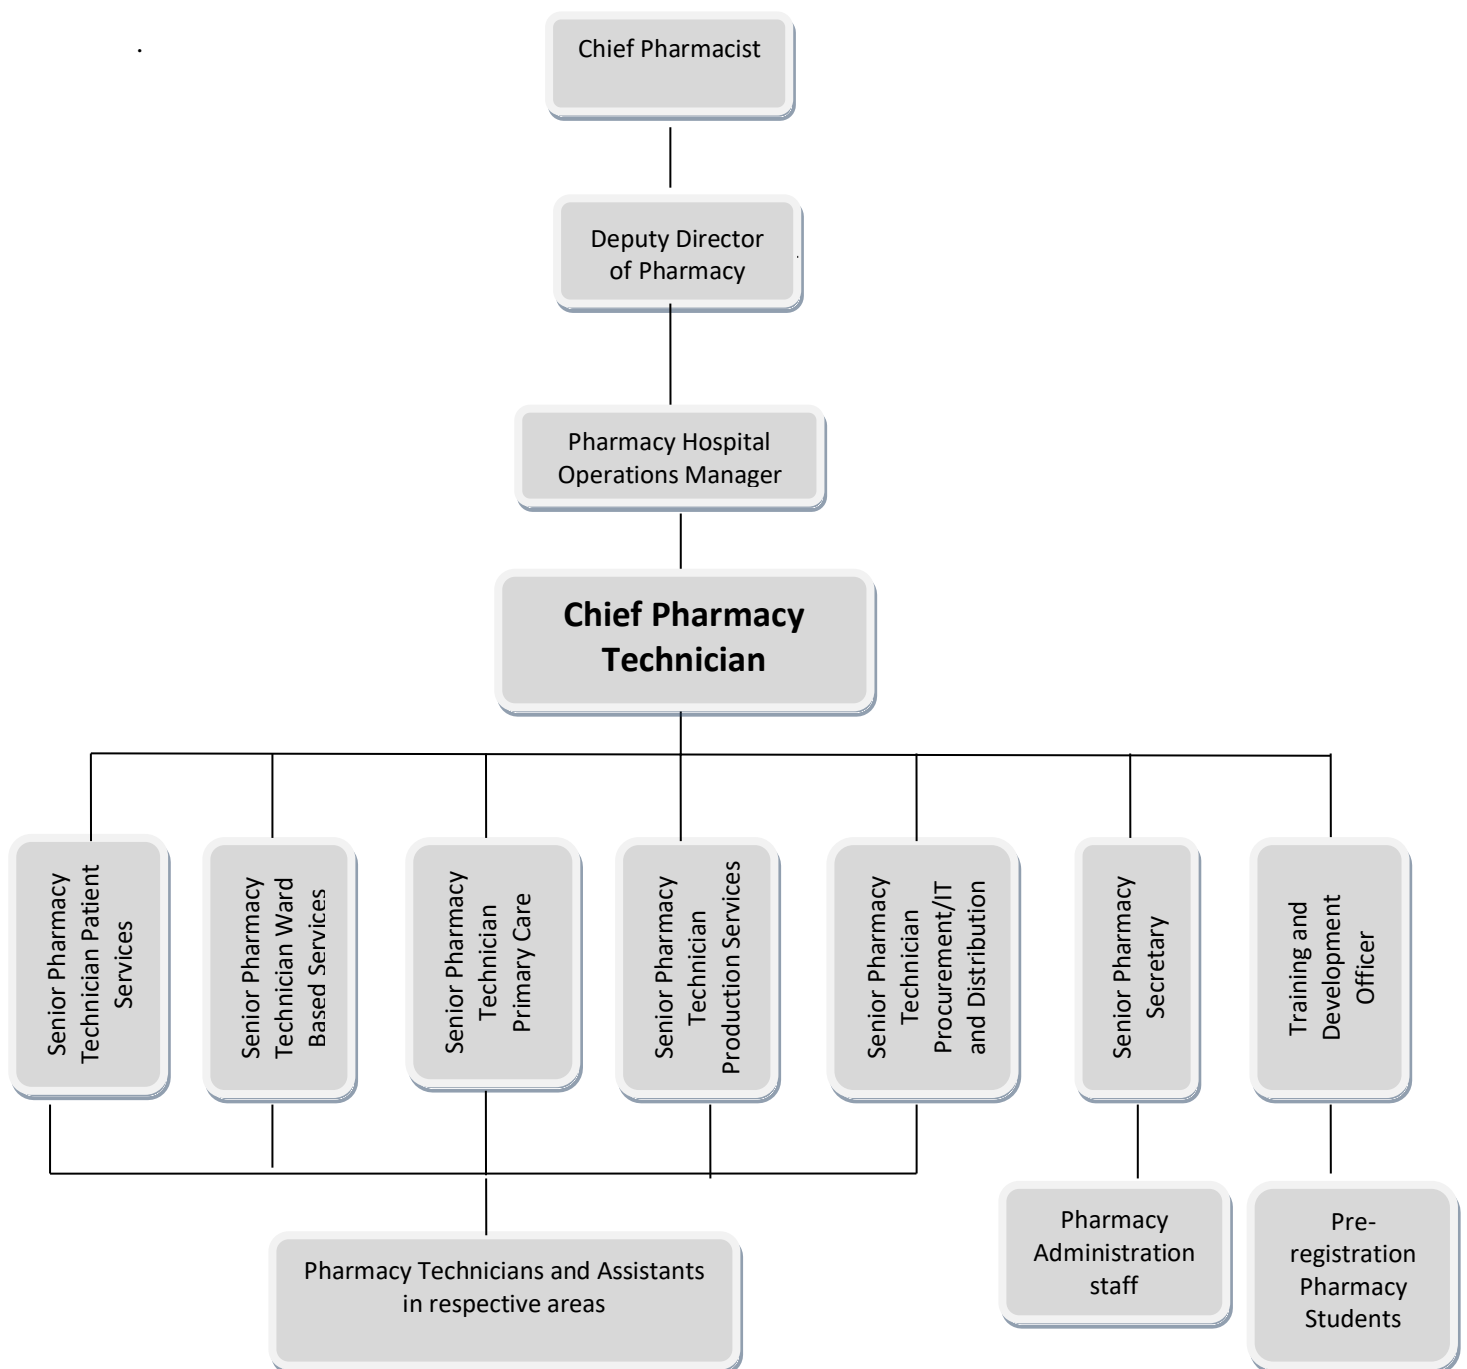 Chief Pharmacist
Deputy Director
of Pharmacy
Pharmacy Hospital
Operations Manager
Chief Pharmacy
Technician
Senior Pharmacy
Technician Patient
Services
Senior Pharmacy
Technician Ward
Based Services
Senior Pharmacy
Technician
Primary Care
Senior Pharmacy
Technician
Production Services
Senior Pharmacy
Technician
Procurement/IT
and Distribution
Senior Pharmacy
Secretary
Training and
Development
Officer
Pharmacy Technicians and Assistants
in respective areas
Pharmacy
Administration
staff
Pre-
registration
Pharmacy
Students